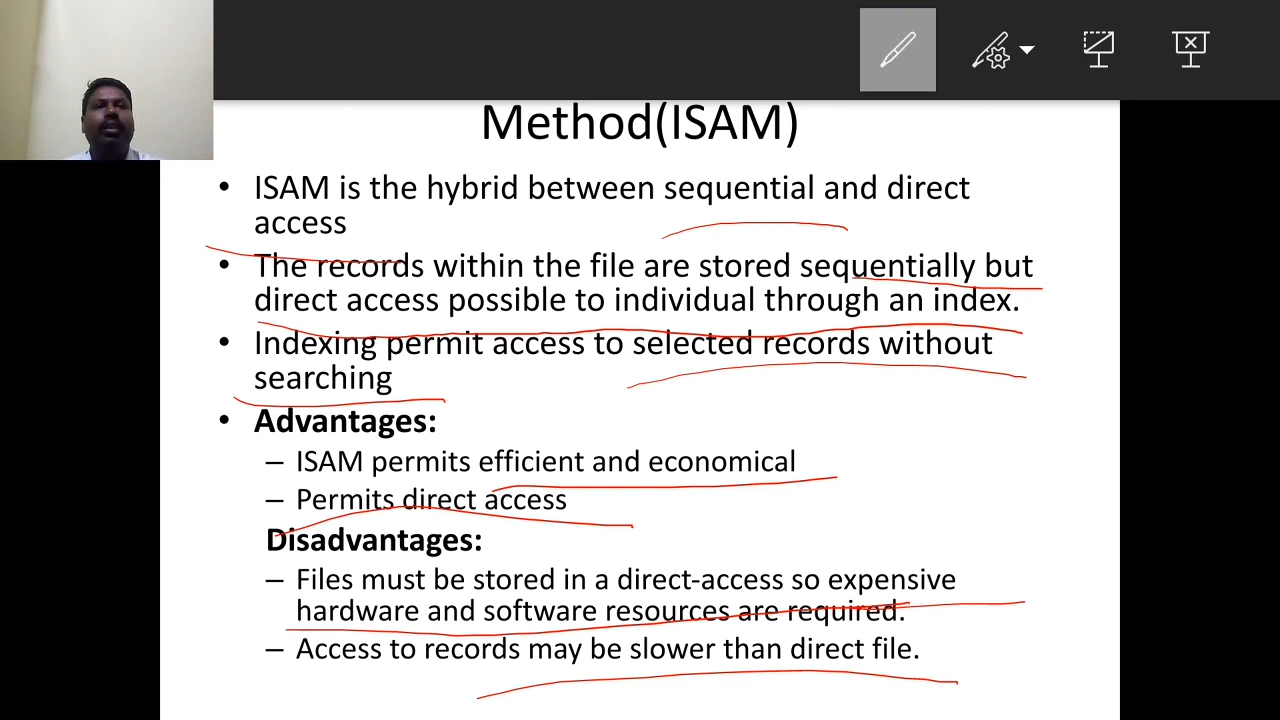 Method(ISAM)
• ISAM is the hybrid between sequential and direct
access
• The records within the file are stored sequentially but
direct access possible to individual through an index.
• Indexing permit access to selected records without
searching
• Advantages:
– ISAM permits efficient and economical
– Permits direct access
Disadvantages:
– Files must be stored in a direct-access so expensive
hardware and software resources are required.
– Access to records may be slower than direct file.